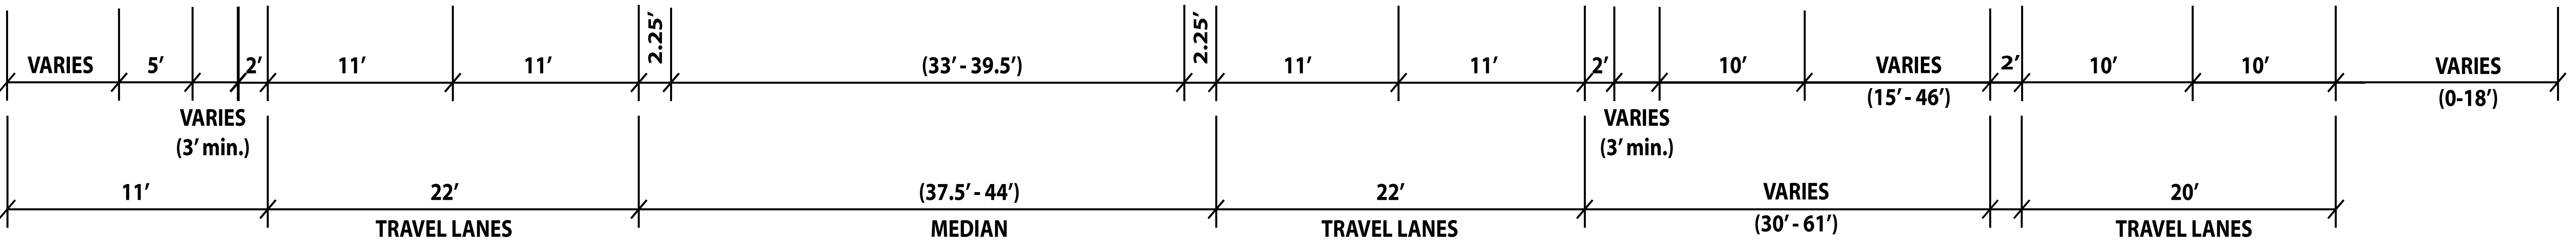 VARIES 5′ 2′ 11′ 11′ 2.25′ (33′ - 39.5′) 2.25′ 11′ 11′ 2′ 10′ VARIES 2′ 10′ 10′ VARIES
(15′ - 46′) (0-18′)
VARIES VARIES
(3′ min.) (3′ min.)
11′ 22′ (37.5′ - 44′) 22′ VARIES 20′
TRAVEL LANES MEDIAN TRAVEL LANES (30′ - 61′) TRAVEL LANES